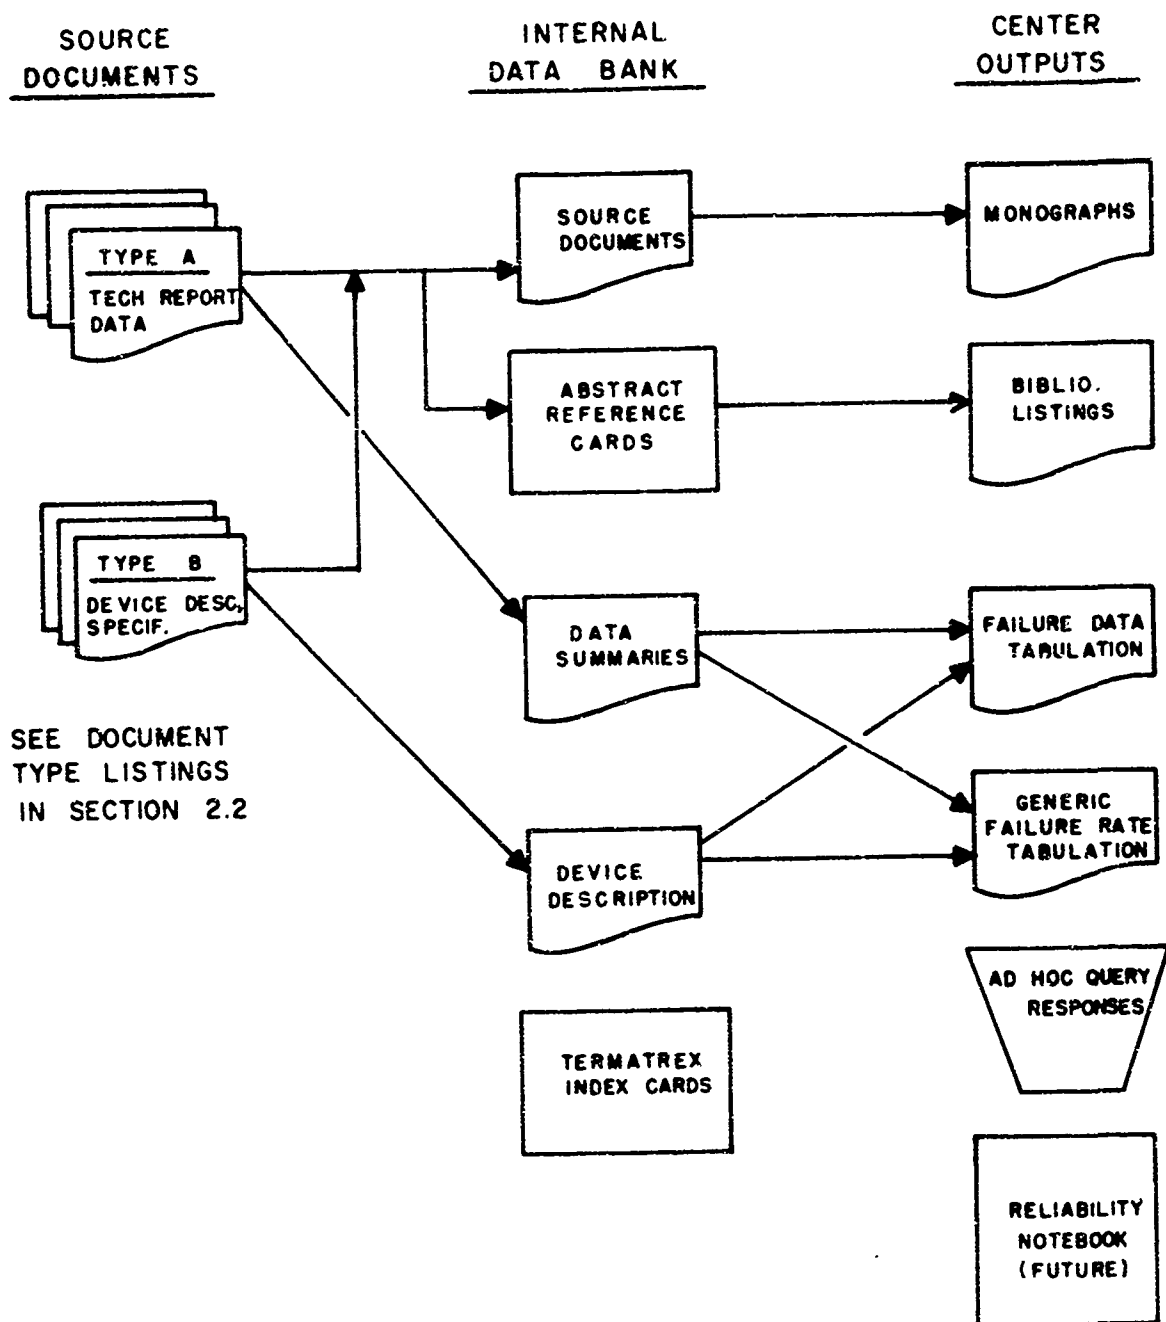 SOURCE
DOCUMENTS
INTERNAL
DATA BANK
CENTER
OUTPUTS
TYPE A
TECH REPORT
DATA
SOURCE
DOCUMENTS
MONOGRAPHS
ABSTRACT
REFERENCE
CARDS
BIBLIO.
LISTINGS
TYPE B
DEVICE DESC,
SPECIF.
DATA
SUMMARIES
FAILURE DATA
TABULATION
SEE DOCUMENT
TYPE LISTINGS
IN SECTION 2.2
DEVICE
DESCRIPTION
GENERIC
FAILURE RATE
TABULATION
AD HOC QUERY
RESPONSES
TERMATREX
INDEX CARDS
RELIABILITY
NOTEBOOK
(FUTURE)